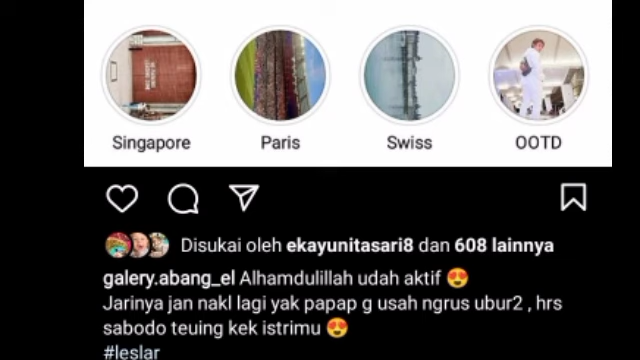 Singapore Paris Swiss OOTD
Disukai oleh ekayunitasari8 dan 608 lainnya
galery.abang_el Alhamdulillah udah aktif 😍
Jarinya jan nakl lagi yak papap g usah ngrus ubur2 , hrs
sabodo teuing kek istrimu 😍
#leslar